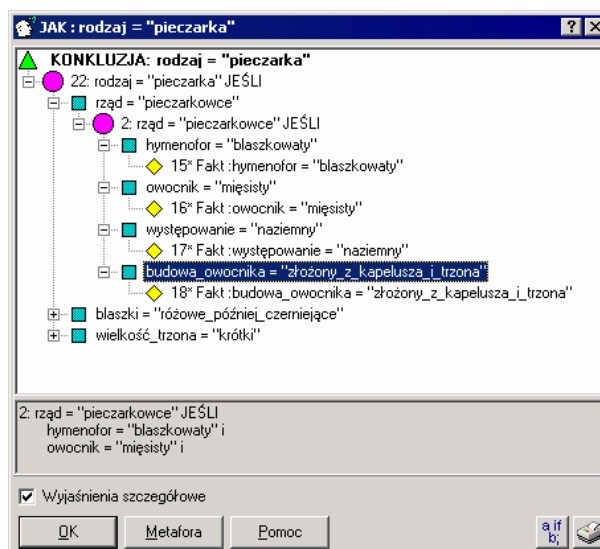 JAK : rodzaj = "pieczarka"
KONKLUZJA: rodzaj = "pieczarka"
22: rodzaj = "pieczarka" JEŚLI
rząd = "pieczarkowce"
2: rząd = "pieczarkowce" JEŚLI
hymenofor = "blaszkowaty"
15* Fakt :hymenofor = "blaszkowaty"
owocnik = "mięsisty"
16* Fakt :owocnik = "mięsisty"
występowanie = "naziemny"
17* Fakt :występowanie = "naziemny"
budowa_owocnika = "złożony_z_kapelusza_i_trzona"
18* Fakt :budowa_owocnika = "złożony_z_kapelusza_i_trzona"
blaszki = "różowe_później_czerniejące"
wielkość_trzona = "krótki"
2: rząd = "pieczarkowce" JEŚLI
hymenofor = "blaszkowaty" i
owocnik = "mięsisty" i
Wyjaśnienia szczegółowe
OK Metafora Pomoc a if b;